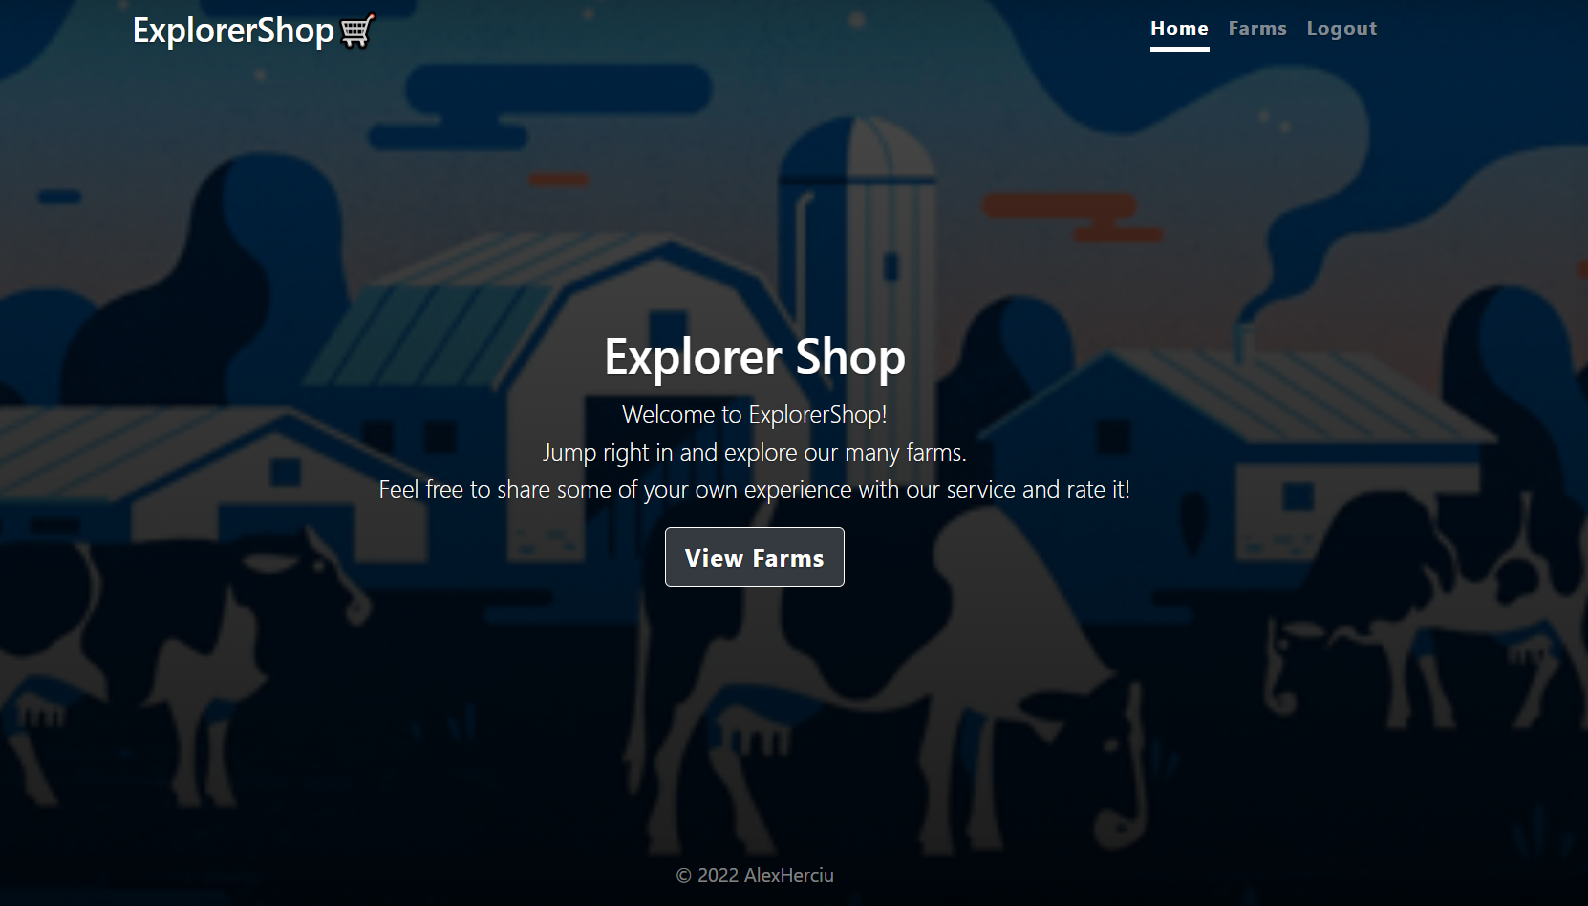 ExplorerShop
Home Farms Logout
Explorer Shop
Welcome to ExplorerShop!
Jump right in and explore our many farms.
Feel free to share some of your own experience with our service and rate it!
View Farms
© 2022 AlexHerciu